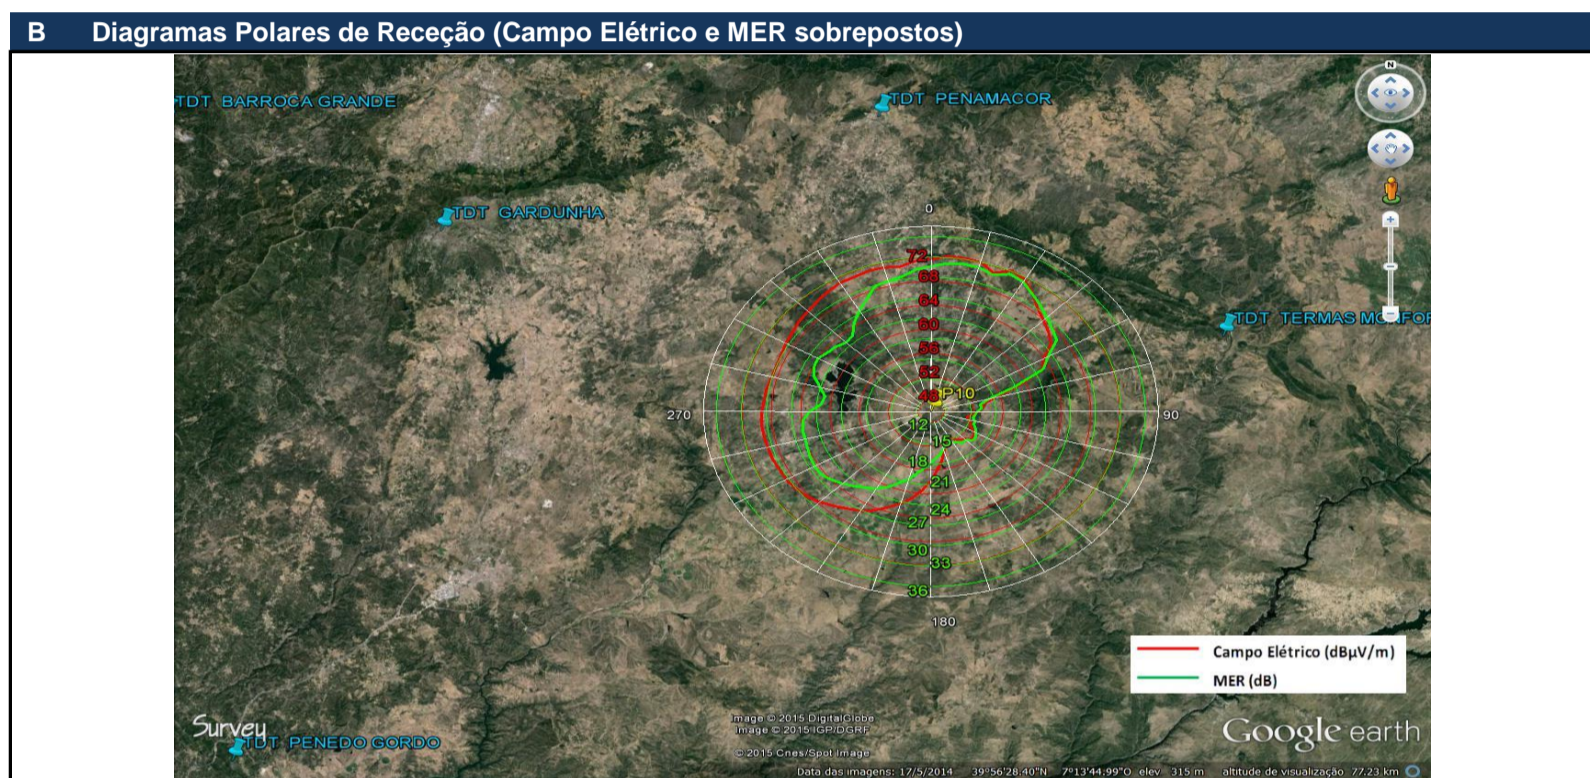 B Diagramas Polares de Receção (Campo Elétrico e MER sobrepostos)
TDT BARROCA GRANDE
TDT PENAMACOR
N
TDT GARDUNHA
0
72
68
64
60
56
52
48
P10
TDT TERMAS MONFOR
270
90
12
15
18
21
24
27
30
33
36
180
Campo Elétrico (dBµV/m)
MER (dB)
Survey
TDT PENEDO GORDO
Image © 2015 DigitalGlobe
Image © 2015 IGP/DGRF
© 2015 Cnes/Spot Image
Google earth
Data das imagens: 17/5/2014 39°56'28.40"N 7°13'44.99"O elev 315 m altitude de visualização 77.23 km